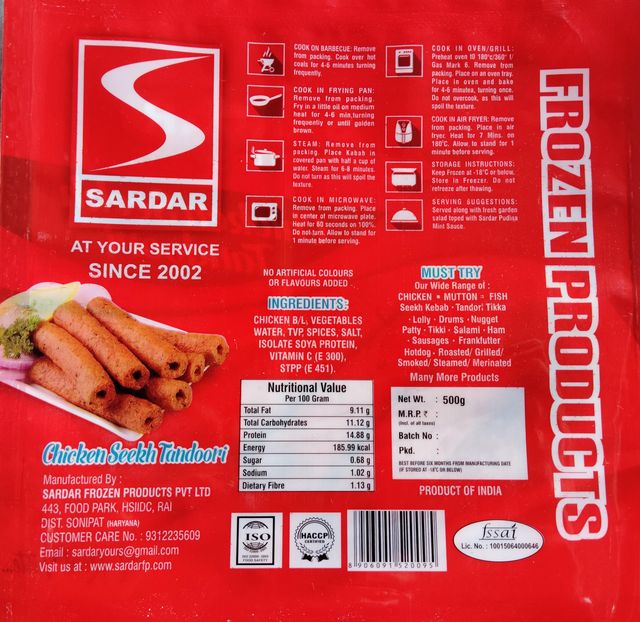 SARDAR
AT YOUR SERVICE
SINCE 2002
COOK ON BARBECUE: Remove
from packing. Cook over hot
coals for 4-6 minutes turning
frequently.
COOK IN FRYING PAN:
Remove from packing.
Fry in a little oil on medium
heat for 4-6 min,turning
frequently or until golden
brown.
STEAM: Remove from
packing. Place Kabab in
covered pan with half a cup of
water. Steam for 6-8 minutes.
Do not turn as this will spoil the
texture.
COOK IN MICROWAVE:
Remove from packing. Place
in center of microwave plate.
Heat for 60 seconds on 100%.
Do not turn. Allow to stand for
1 minute before serving.
COOK IN OVEN/GRILL:
Preheat oven to 180°c/360° f/
Gas Mark 6. Remove from
packing. Place on an oven tray.
Place in oven and bake
for 4-6 minutes, turning once.
Do not overcook, as this will
spoil the texture.
COOK IN AIR FRYER: Remove
from packing. Place in air
fryer. Heat for 7 Mins. on
180°C. Allow to stand for 1
minute before serving.
STORAGE INSTRUCTIONS:
Keep Frozen at -18°C or below.
Store in Freezer. Do not
refreeze after thawing.
SERVING SUGGESTIONS:
Served along with fresh garden
salad toped with Sardar Pudina
Mint Sauce.
FROZEN PRODUCTS
NO ARTIFICIAL COLOURS
OR FLAVOURS ADDED
INGREDIENTS:
CHICKEN B/L, VEGETABLES
WATER, TVP, SPICES, SALT,
ISOLATE SOYA PROTEIN,
VITAMIN C (E 300),
STPP (E 451).
MUST TRY
Our Wide Range of :
CHICKEN • MUTTON • FISH
Seekh Kebab · Tandori Tikka
· Lolly · Drums · Nugget
Patty · Tikki · Salami · Ham
· Sausages · Frankfutter
Hotdog · Roasted/ Grilled/
Smoked/ Steamed/ Merinated
Many More Products
Nutritional Value
Per 100 Gram
Total Fat 9.11 g
Total Carbohydrates 11.12 g
Protein 14.88 g
Energy 185.99 kcal
Sugar 0.68 g
Sodium 1.02 g
Dietary Fibre 1.13 g
Net Wt. : 500g
M.R.P. ₹ :
(incl. of all taxes)
Batch No :
Pkd. :
BEST BEFORE SIX MONTHS FROM MANUFACTURING DATE
(IF STORED AT -18°C OR BELOW)
PRODUCT OF INDIA
Chicken Seekh Tandoori
Manufactured By :
SARDAR FROZEN PRODUCTS PVT LTD
443, FOOD PARK, HSIIDC, RAI
DIST. SONIPAT (HARYANA)
CUSTOMER CARE No. : 9312235609
Email : sardaryours@gmail.com
Visit us at : www.sardarfp.com
ISO
FOOD SAFETY
HACCP
CERTIFIED
8 906091 520095
fssai
Lic. No. : 10015064000646